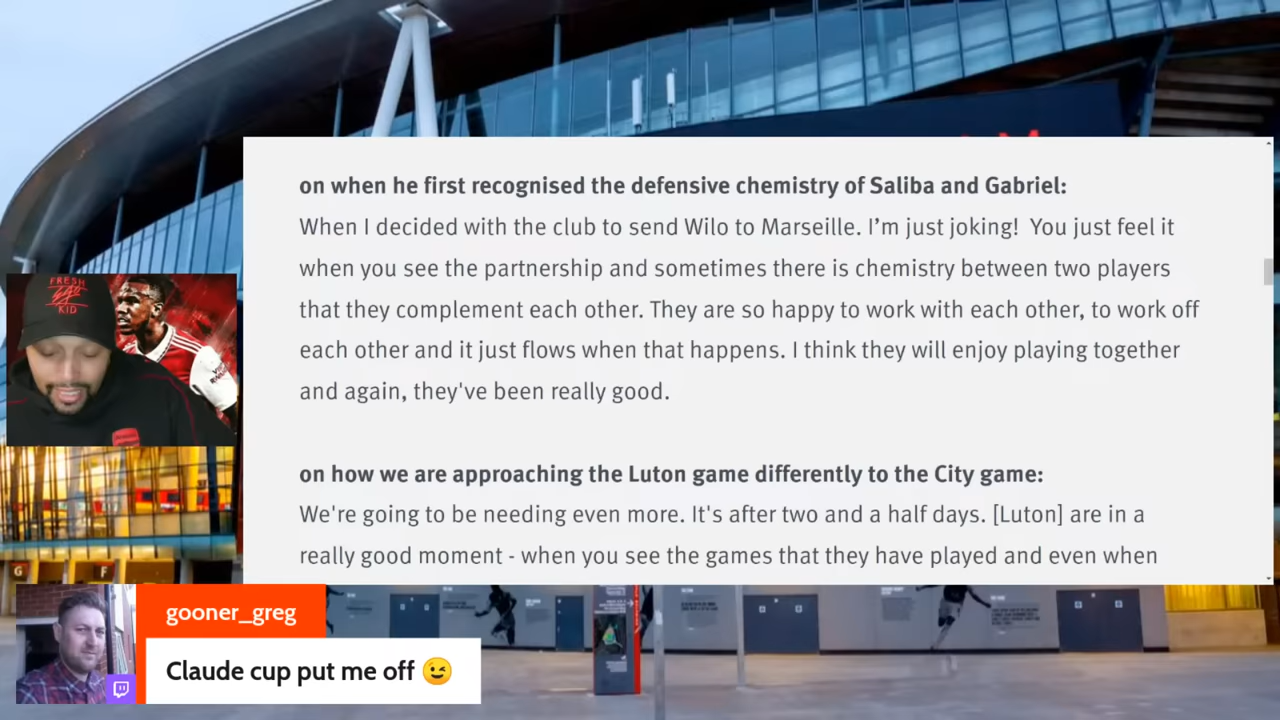 on when he first recognised the defensive chemistry of Saliba and Gabriel:
When I decided with the club to send Wilo to Marseille. I’m just joking!  You just feel it
when you see the partnership and sometimes there is chemistry between two players
that they complement each other. They are so happy to work with each other, to work off
each other and it just flows when that happens. I think they will enjoy playing together
and again, they've been really good.
on how we are approaching the Luton game differently to the City game:
We're going to be needing even more. It's after two and a half days. [Luton] are in a
really good moment - when you see the games that they have played and even when
FRESH
KID
G
F
gooner_greg
Claude cup put me off 😉